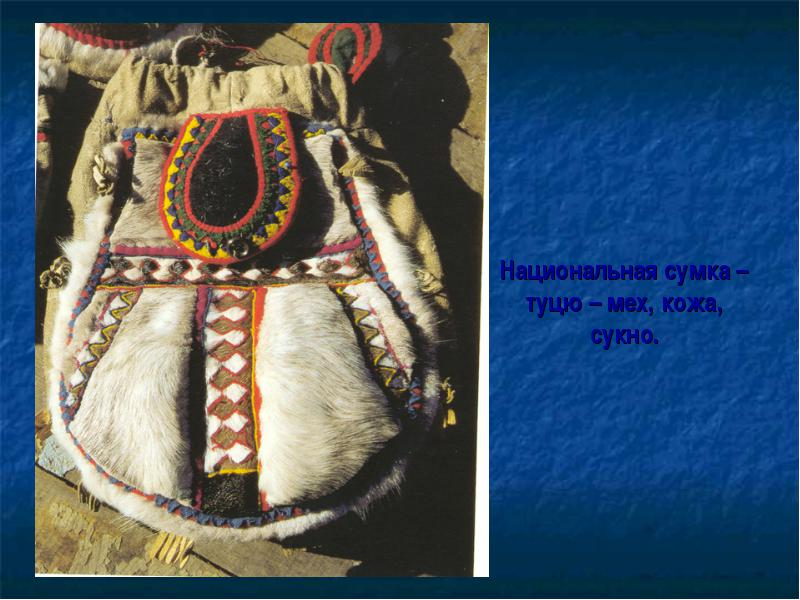 Национальная сумка –
туцю – мех, кожа,
сукно.